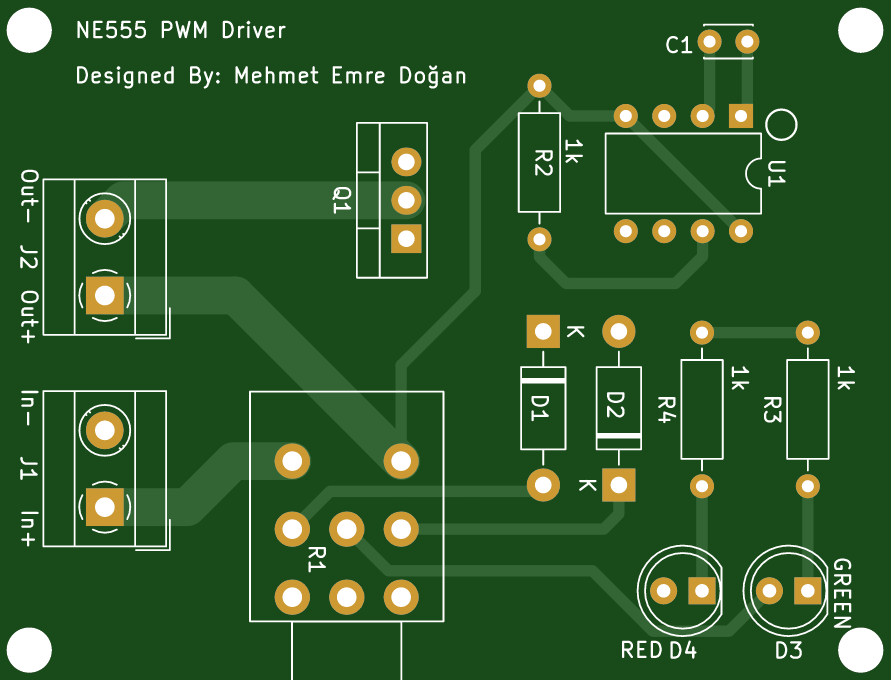 NE555 PWM Driver
C1
Designed By: Mehmet Emre Doğan
1k
R2
U1
Out-
Q1
J2
Out+
K
In-
D1
D2
R4
1k
R3
1k
J1
K
In+
R1
GREEN
RED D4
D3